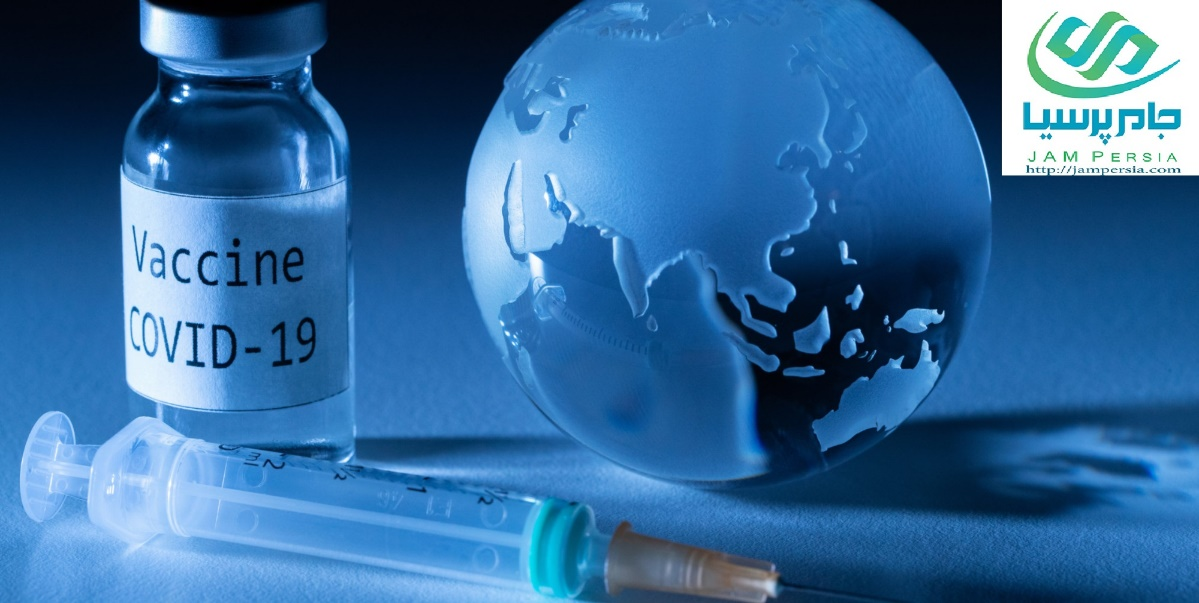 Vaccine
COVID-19
جام پرسیا
JAM PERSIA
http://jampersia.com